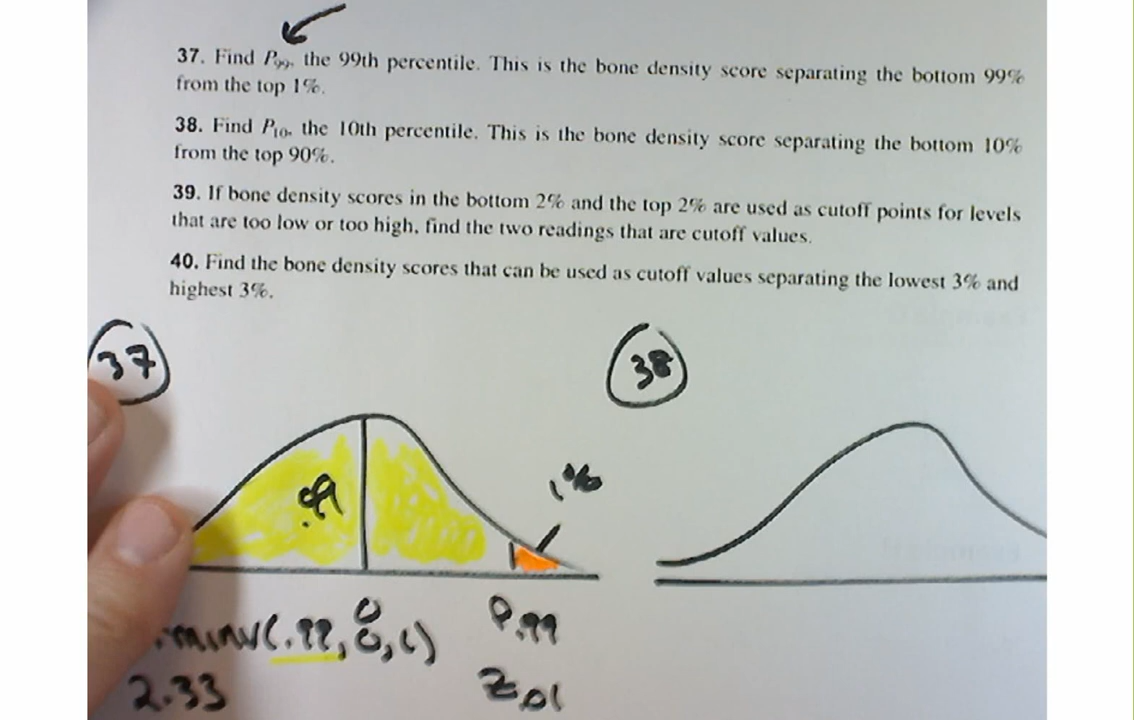 37. Find P99, the 99th percentile. This is the bone density score separating the bottom 99%
from the top 1%.
38. Find P10, the 10th percentile. This is the bone density score separating the bottom 10%
from the top 90%.
39. If bone density scores in the bottom 2% and the top 2% are used as cutoff points for levels
that are too low or too high, find the two readings that are cutoff values.
40. Find the bone density scores that can be used as cutoff values separating the lowest 3% and
highest 3%.
37
38
1%
.99
0
P.99
minv(.99,0,1)
Z.01
2.33